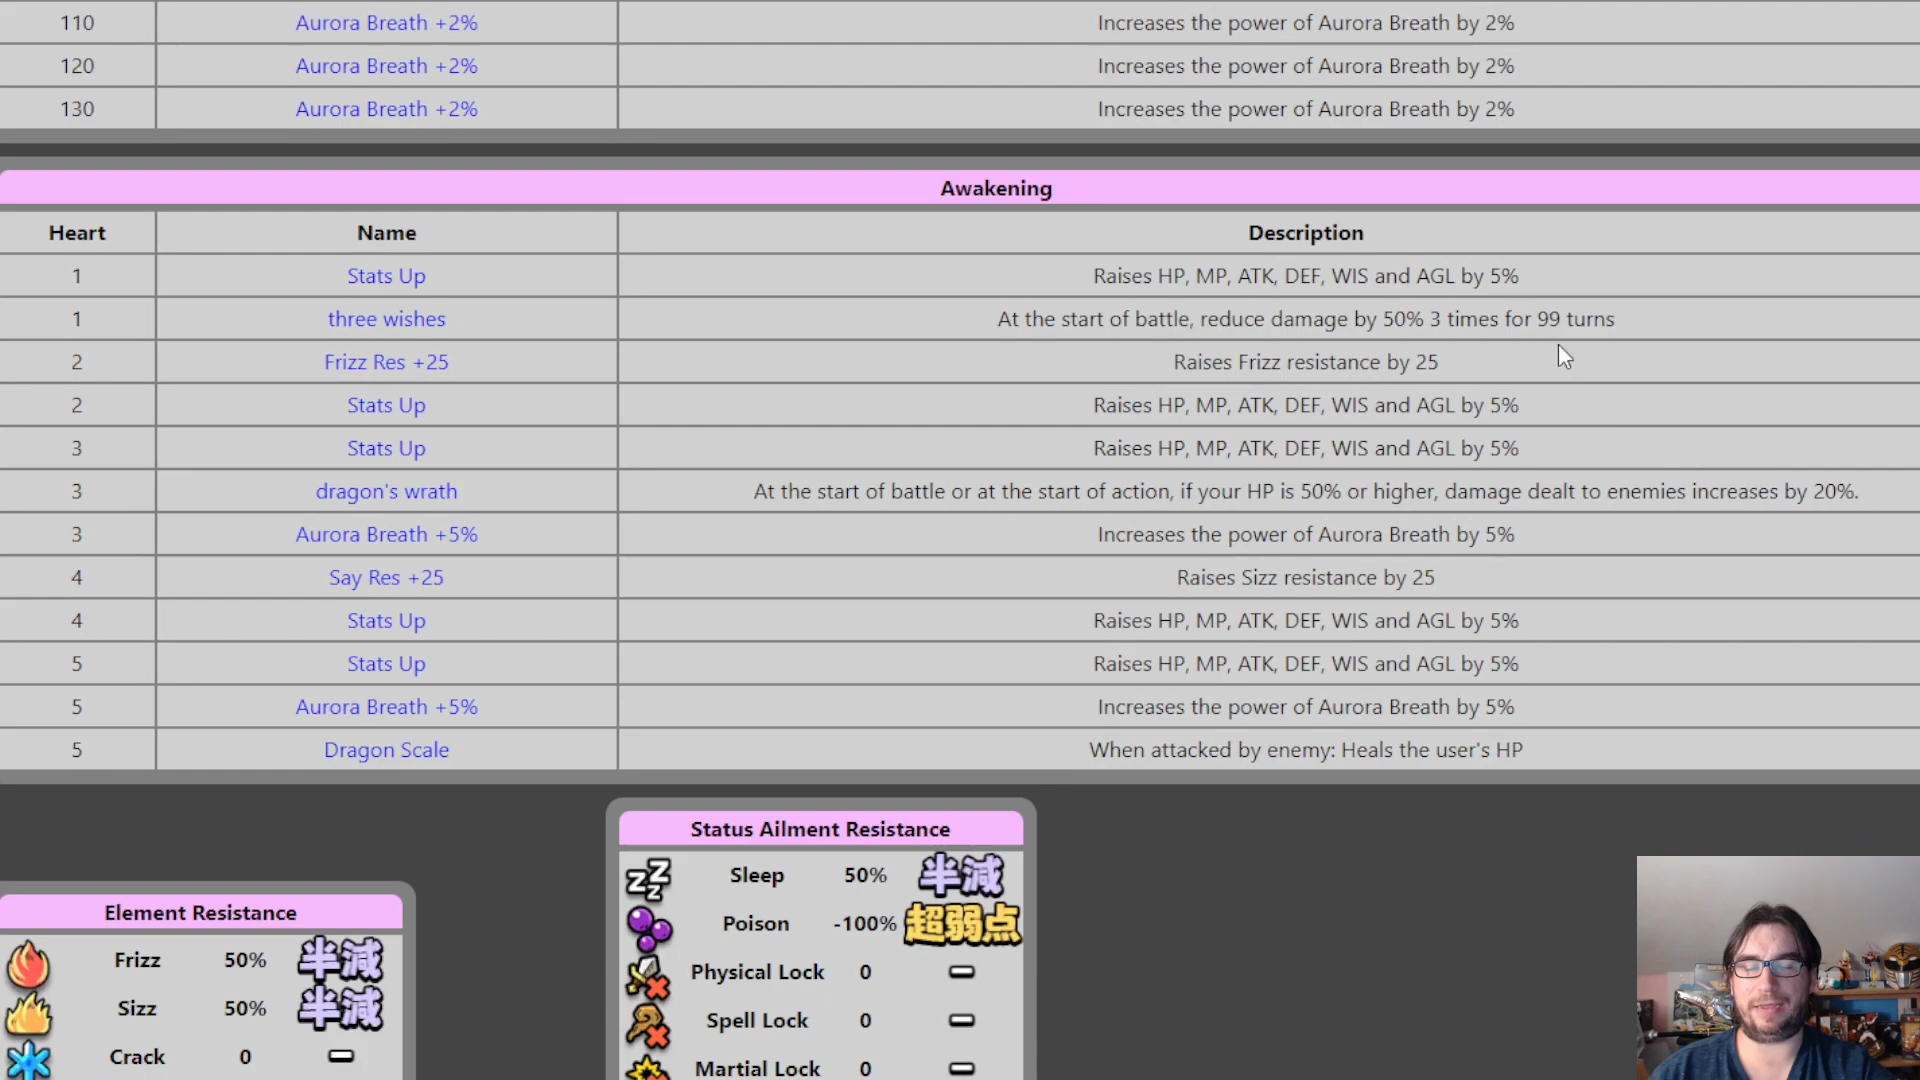 110 Aurora Breath +2% Increases the power of Aurora Breath by 2%
120 Aurora Breath +2% Increases the power of Aurora Breath by 2%
130 Aurora Breath +2% Increases the power of Aurora Breath by 2%
Awakening
Heart Name Description
1 Stats Up Raises HP, MP, ATK, DEF, WIS and AGL by 5%
1 three wishes At the start of battle, reduce damage by 50% 3 times for 99 turns
2 Frizz Res +25 Raises Frizz resistance by 25
2 Stats Up Raises HP, MP, ATK, DEF, WIS and AGL by 5%
3 Stats Up Raises HP, MP, ATK, DEF, WIS and AGL by 5%
3 dragon's wrath At the start of battle or at the start of action, if your HP is 50% or higher, damage dealt to enemies increases by 20%.
3 Aurora Breath +5% Increases the power of Aurora Breath by 5%
4 Say Res +25 Raises Sizz resistance by 25
4 Stats Up Raises HP, MP, ATK, DEF, WIS and AGL by 5%
5 Stats Up Raises HP, MP, ATK, DEF, WIS and AGL by 5%
5 Aurora Breath +5% Increases the power of Aurora Breath by 5%
5 Dragon Scale When attacked by enemy: Heals the user's HP
Element Resistance
Frizz 50% 半減
Sizz 50% 半減
Crack 0
Status Ailment Resistance
Sleep 50% 半減
Poison -100% 超弱点
Physical Lock 0
Spell Lock 0
Martial Lock 0